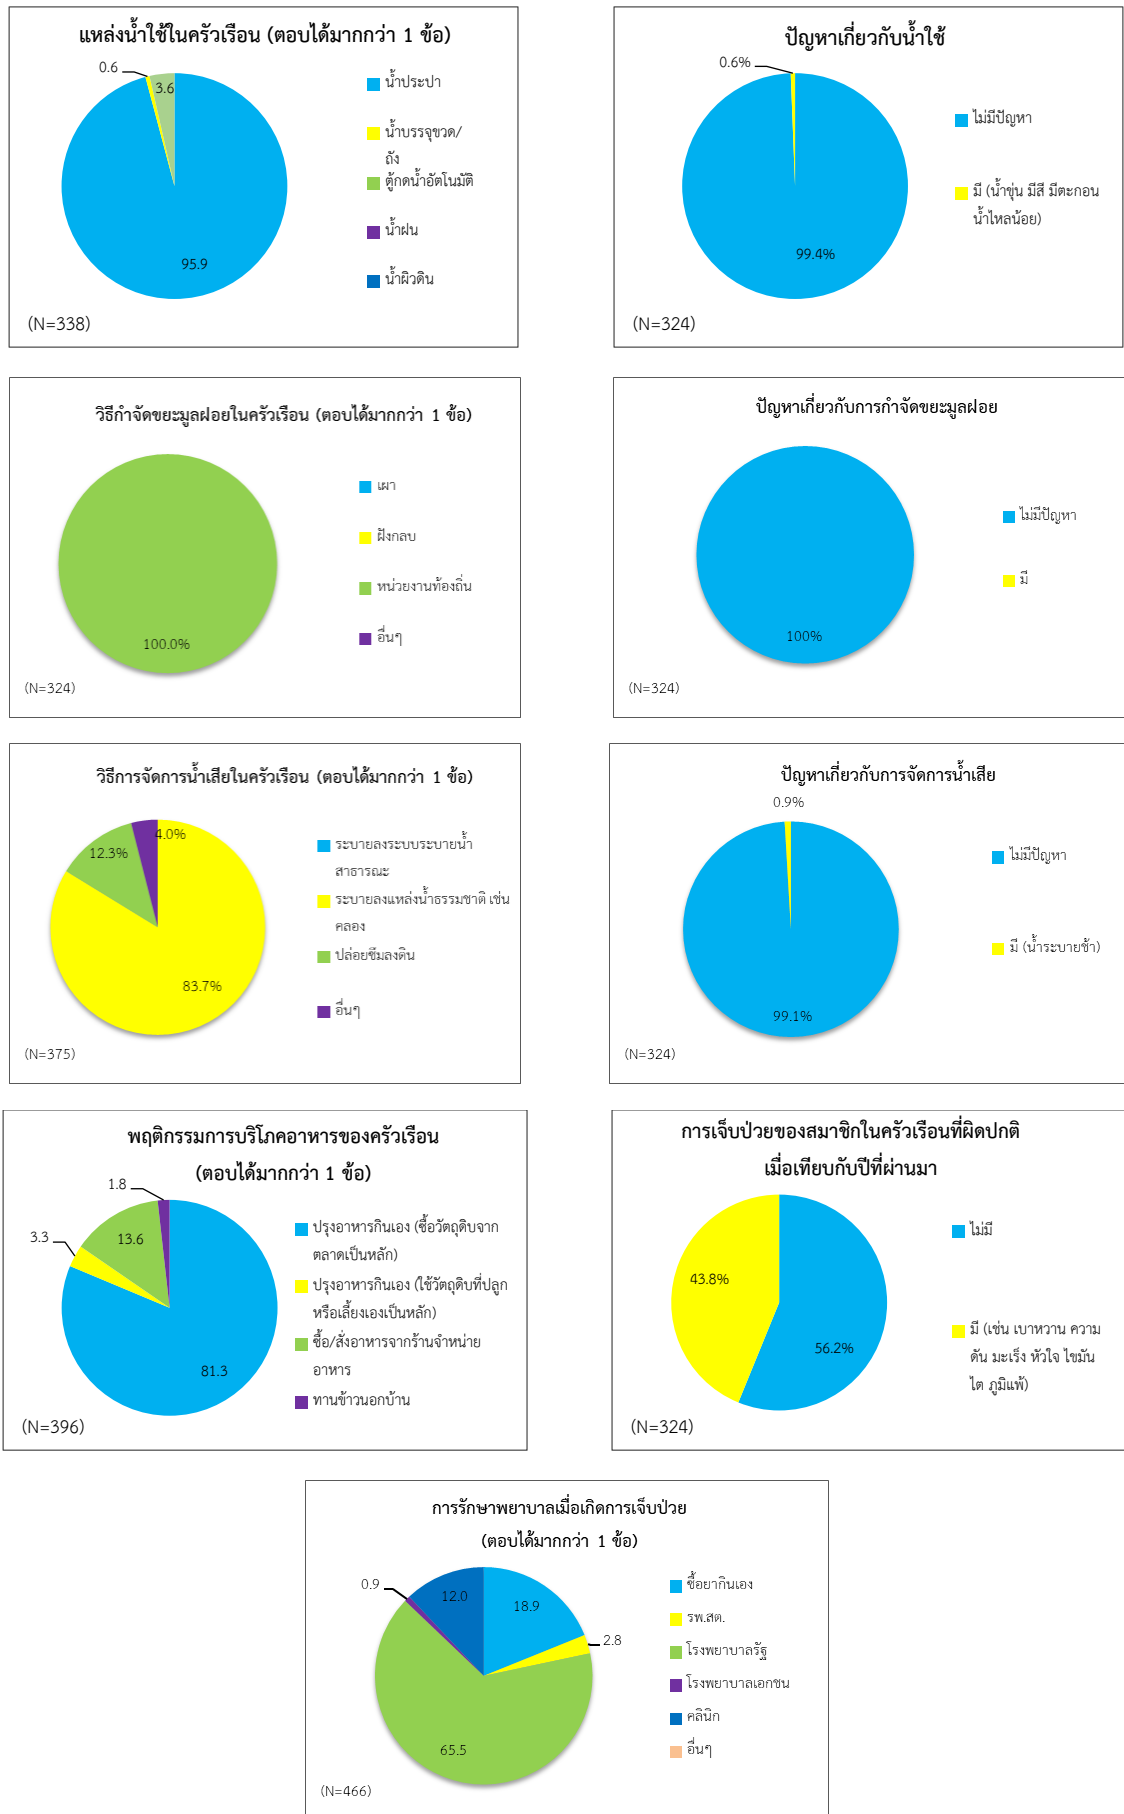 แหล่งน้ำใช้ในครัวเรือน (ตอบได้มากกว่า 1 ข้อ)
0.6
3.6
95.9
น้ำประปา
น้ำบรรจุขวด/
ถัง
ตู้กดน้ำอัตโนมัติ
น้ำฝน
น้ำผิวดิน
(N=338)
ปัญหาเกี่ยวกับน้ำใช้
0.6%
99.4%
ไม่มีปัญหา
มี (น้ำขุ่น มีสี มีตะกอน
น้ำไหลน้อย)
(N=324)
วิธีกำจัดขยะมูลฝอยในครัวเรือน (ตอบได้มากกว่า 1 ข้อ)
100.0%
เผา
ฝังกลบ
หน่วยงานท้องถิ่น
อื่นๆ
(N=324)
ปัญหาเกี่ยวกับการกำจัดขยะมูลฝอย
100%
ไม่มีปัญหา
มี
(N=324)
วิธีการจัดการน้ำเสียในครัวเรือน (ตอบได้มากกว่า 1 ข้อ)
4.0%
12.3%
83.7%
ระบายลงระบบระบายน้ำ
สาธารณะ
ระบายลงแหล่งน้ำธรรมชาติ เช่น
คลอง
ปล่อยซึมลงดิน
อื่นๆ
(N=375)
ปัญหาเกี่ยวกับการจัดการน้ำเสีย
0.9%
99.1%
ไม่มีปัญหา
มี (น้ำระบายช้า)
(N=324)
พฤติกรรมการบริโภคอาหารของครัวเรือน
(ตอบได้มากกว่า 1 ข้อ)
1.8
3.3
13.6
81.3
ปรุงอาหารกินเอง (ซื้อวัตถุดิบจาก
ตลาดเป็นหลัก)
ปรุงอาหารกินเอง (ใช้วัตถุดิบที่ปลูก
หรือเลี้ยงเองเป็นหลัก)
ซื้อ/สั่งอาหารจากร้านจำหน่าย
อาหาร
ทานข้าวนอกบ้าน
(N=396)
การเจ็บป่วยของสมาชิกในครัวเรือนที่ผิดปกติ
เมื่อเทียบกับปีที่ผ่านมา
43.8%
56.2%
ไม่มี
มี (เช่น เบาหวาน ความ
ดัน มะเร็ง หัวใจ ไขมัน
ไต ภูมิแพ้)
(N=324)
การรักษาพยาบาลเมื่อเกิดการเจ็บป่วย
(ตอบได้มากกว่า 1 ข้อ)
0.9
12.0
18.9
2.8
65.5
ซื้อยากินเอง
รพ.สต.
โรงพยาบาลรัฐ
โรงพยาบาลเอกชน
คลินิก
อื่นๆ
(N=466)